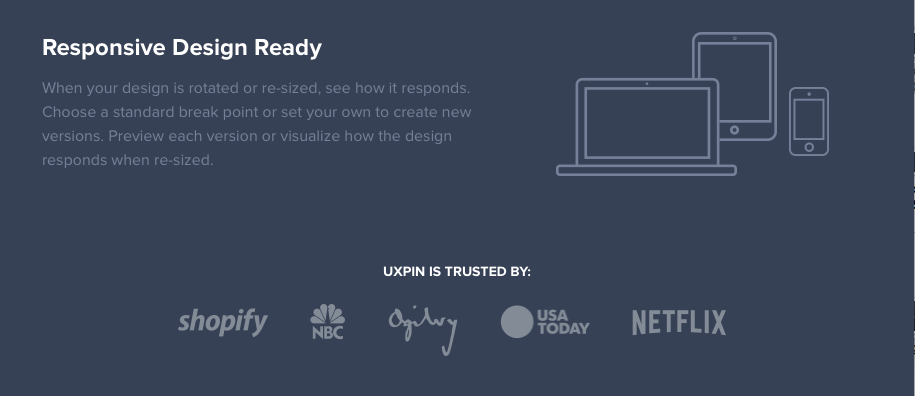 Responsive Design Ready
When your design is rotated or re-sized, see how it responds.
Choose a standard break point or set your own to create new
versions. Preview each version or visualize how the design
responds when re-sized.
UXPIN IS TRUSTED BY:
shopify
NBC
Ogilvy
USA
TODAY
NETFLIX